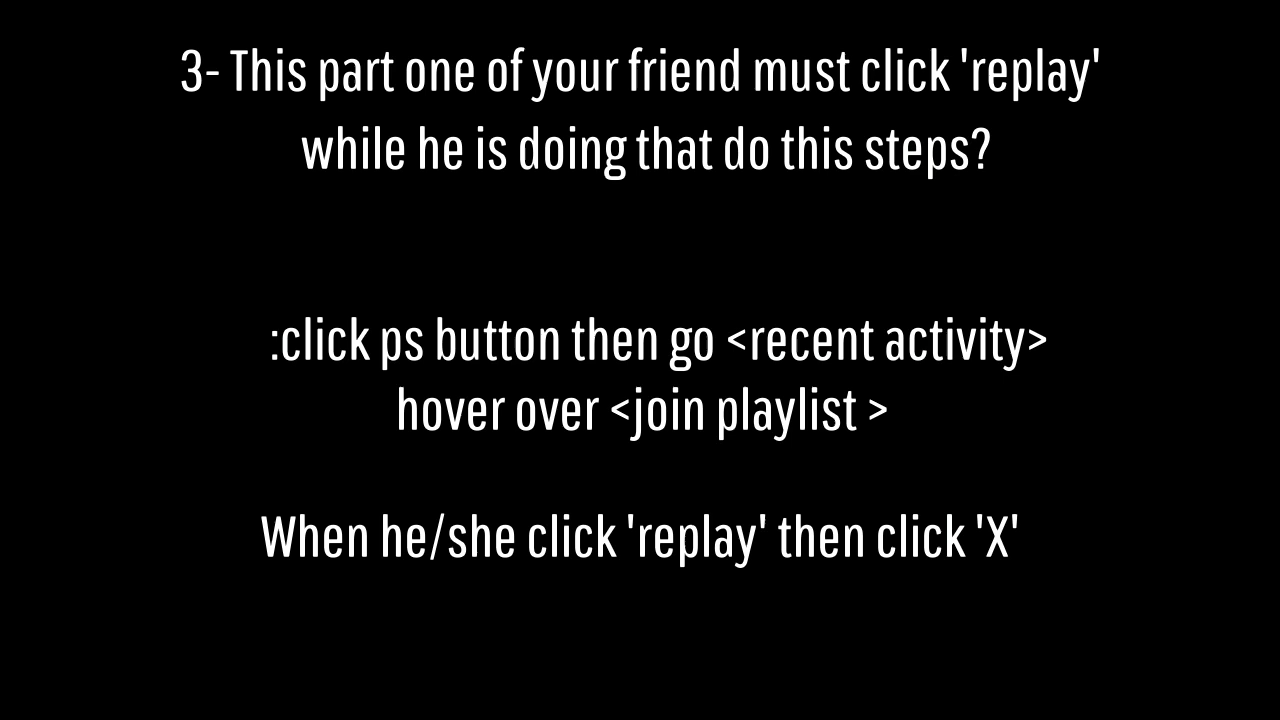 3- This part one of your friend must click 'replay'
while he is doing that do this steps?
:click ps button then go <recent activity>
hover over <join playlist >
When he/she click 'replay' then click 'X'